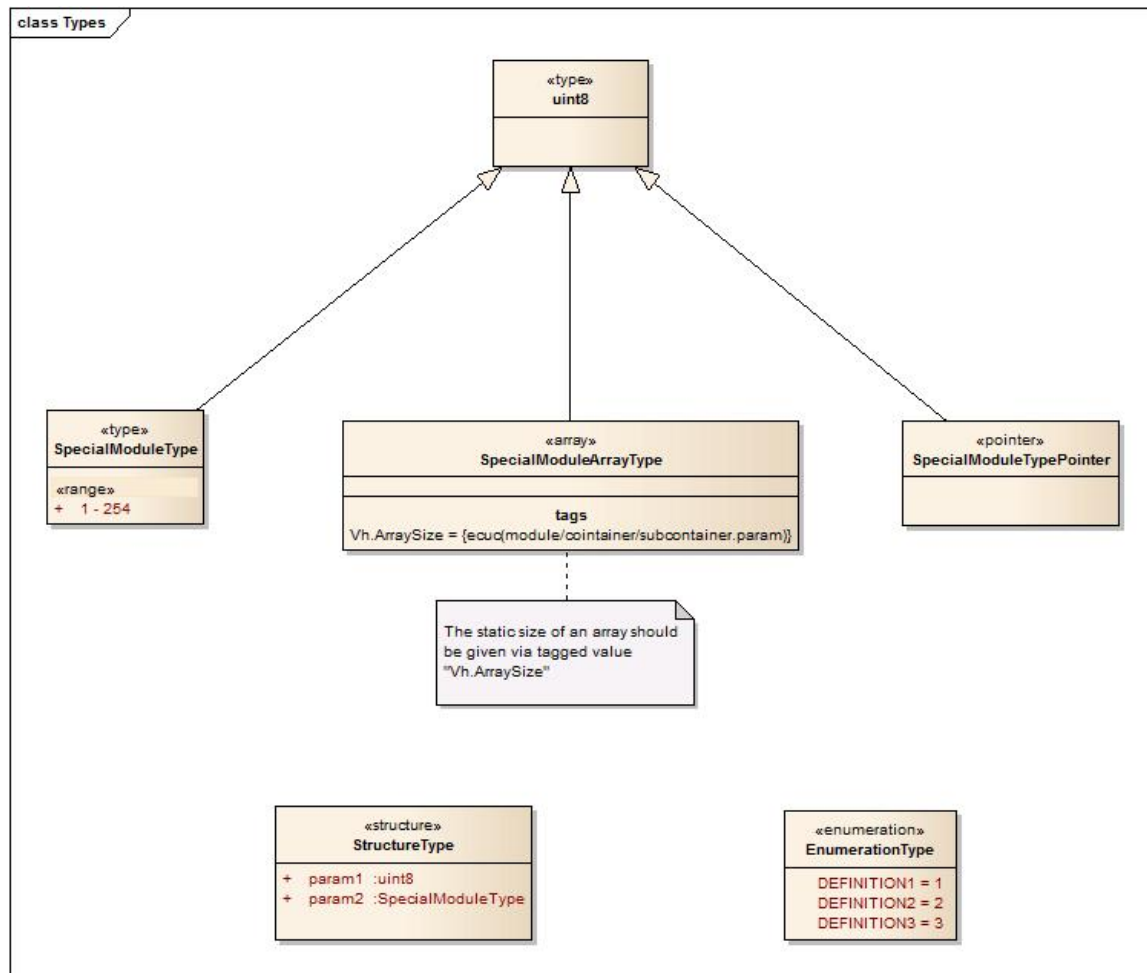 class Types
«type»
uint8
«type»
SpecialModuleType
«range»
+ 1 - 254
«array»
SpecialModuleArrayType
tags
Vh.ArraySize = {ecuc(module/cointainer/subcontainer.param)}
«pointer»
SpecialModuleTypePointer
The static size of an array should
be given via tagged value
"Vh.ArraySize"
«structure»
StructureType
+ param1 :uint8
+ param2 :SpecialModuleType
«enumeration»
EnumerationType
DEFINITION1 = 1
DEFINITION2 = 2
DEFINITION3 = 3